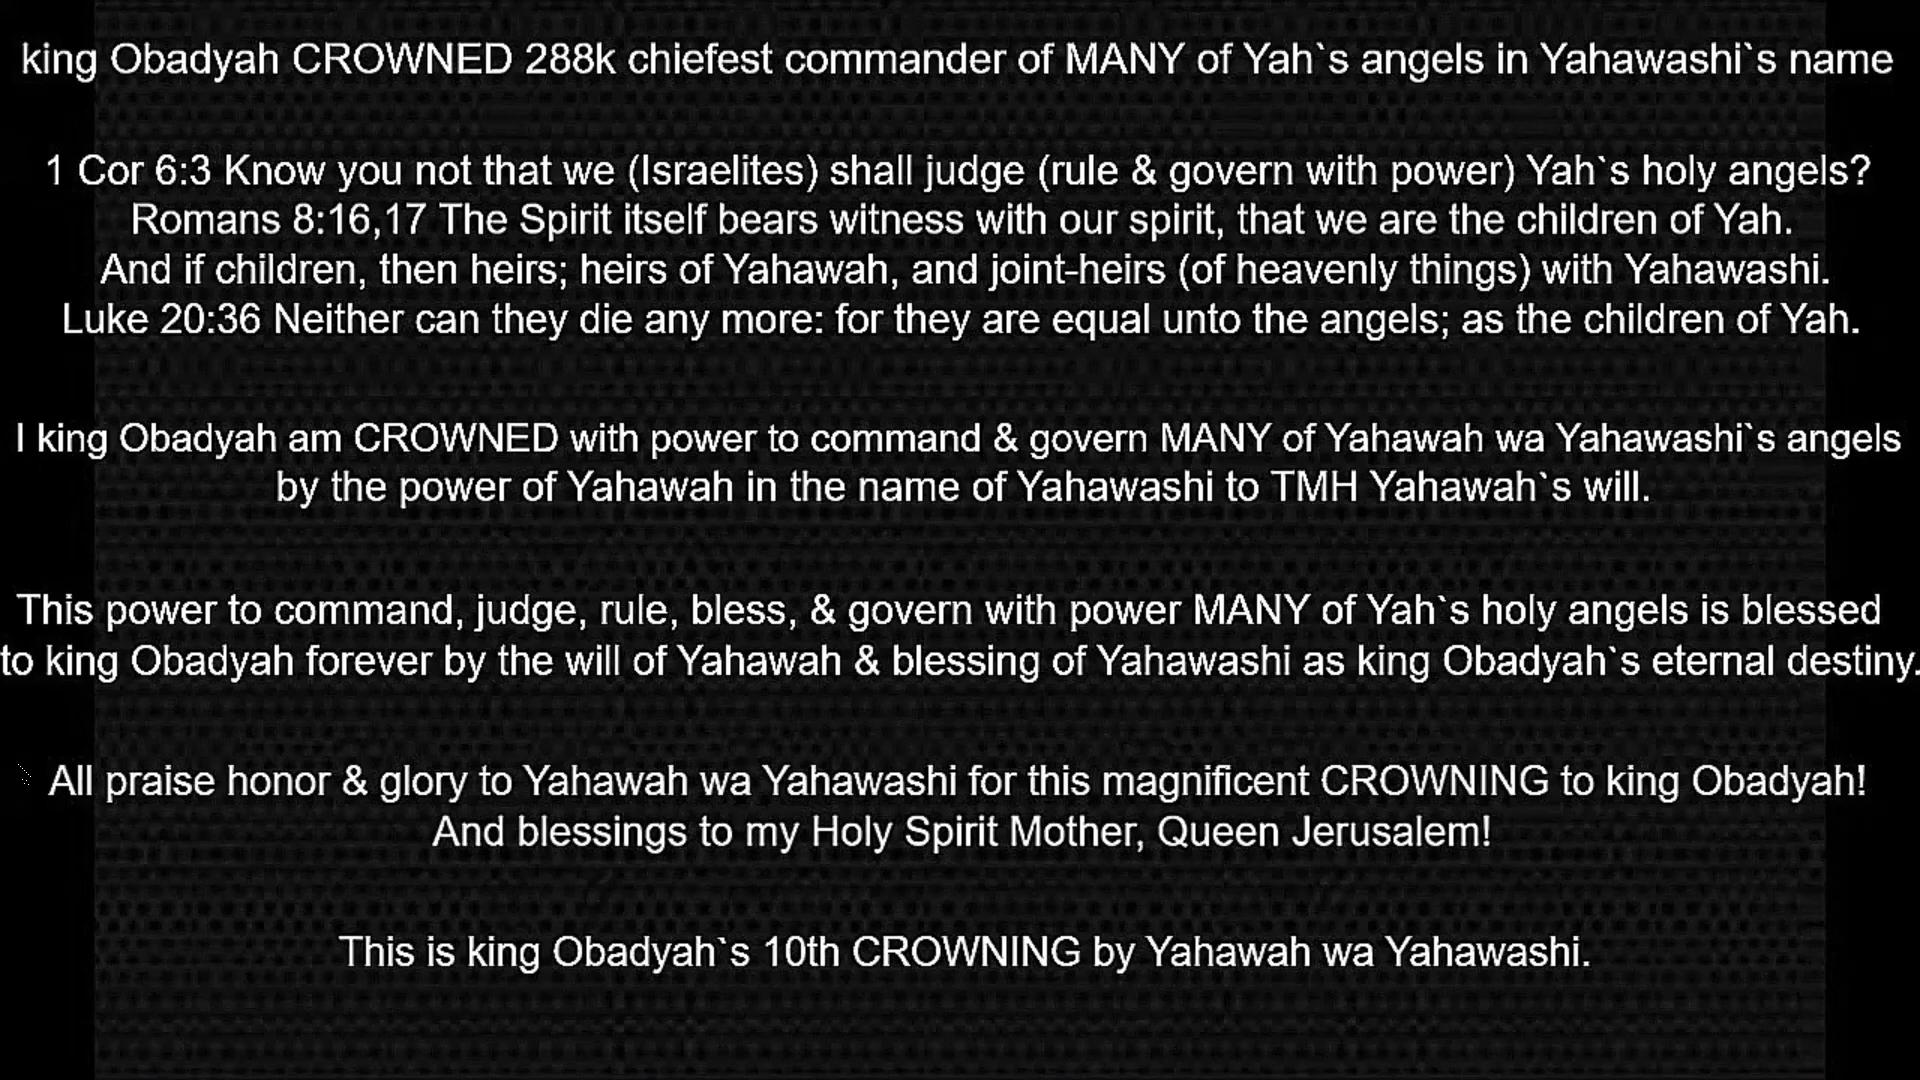 king Obadyah CROWNED 288k chiefest commander of MANY of Yah`s angels in Yahawashi`s name
1 Cor 6:3 Know you not that we (Israelites) shall judge (rule & govern with power) Yah`s holy angels?
Romans 8:16,17 The Spirit itself bears witness with our spirit, that we are the children of Yah.
And if children, then heirs; heirs of Yahawah, and joint-heirs (of heavenly things) with Yahawashi.
Luke 20:36 Neither can they die any more: for they are equal unto the angels; as the children of Yah.
I king Obadyah am CROWNED with power to command & govern MANY of Yahawah wa Yahawashi`s angels
by the power of Yahawah in the name of Yahawashi to TMH Yahawah`s will.
This power to command, judge, rule, bless, & govern with power MANY of Yah`s holy angels is blessed
to king Obadyah forever by the will of Yahawah & blessing of Yahawashi as king Obadyah`s eternal destiny.
All praise honor & glory to Yahawah wa Yahawashi for this magnificent CROWNING to king Obadyah!
And blessings to my Holy Spirit Mother, Queen Jerusalem!
This is king Obadyah`s 10th CROWNING by Yahawah wa Yahawashi.